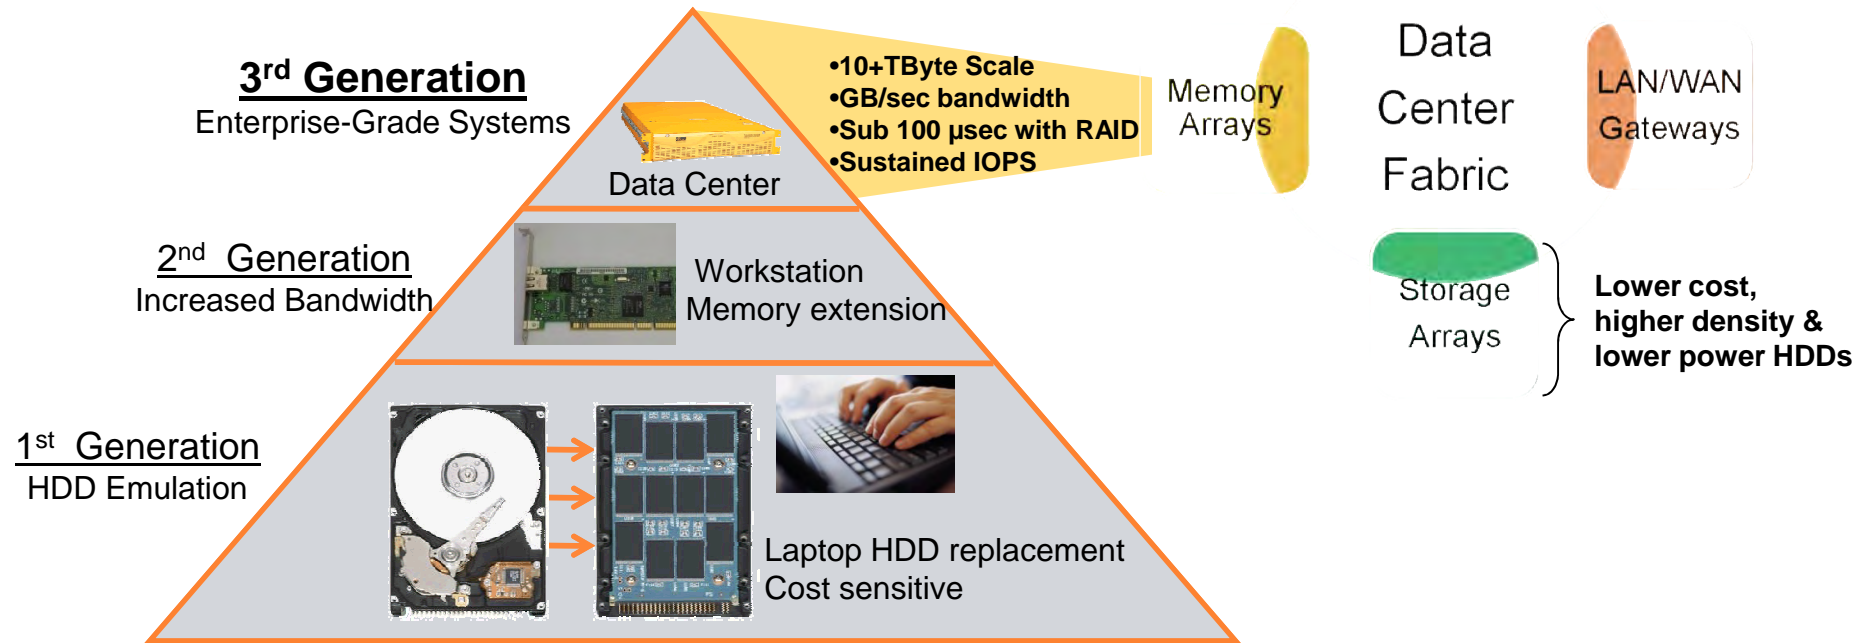 3rd Generation
Enterprise-Grade Systems
Data Center
•10+TByte Scale
•GB/sec bandwidth
•Sub 100 µsec with RAID
•Sustained IOPS
Memory
Arrays
Data
Center
Fabric
LAN/WAN
Gateways
Storage
Arrays
Lower cost,
higher density &
lower power HDDs
2nd Generation
Increased Bandwidth
Workstation
Memory extension
1st Generation
HDD Emulation
Laptop HDD replacement
Cost sensitive